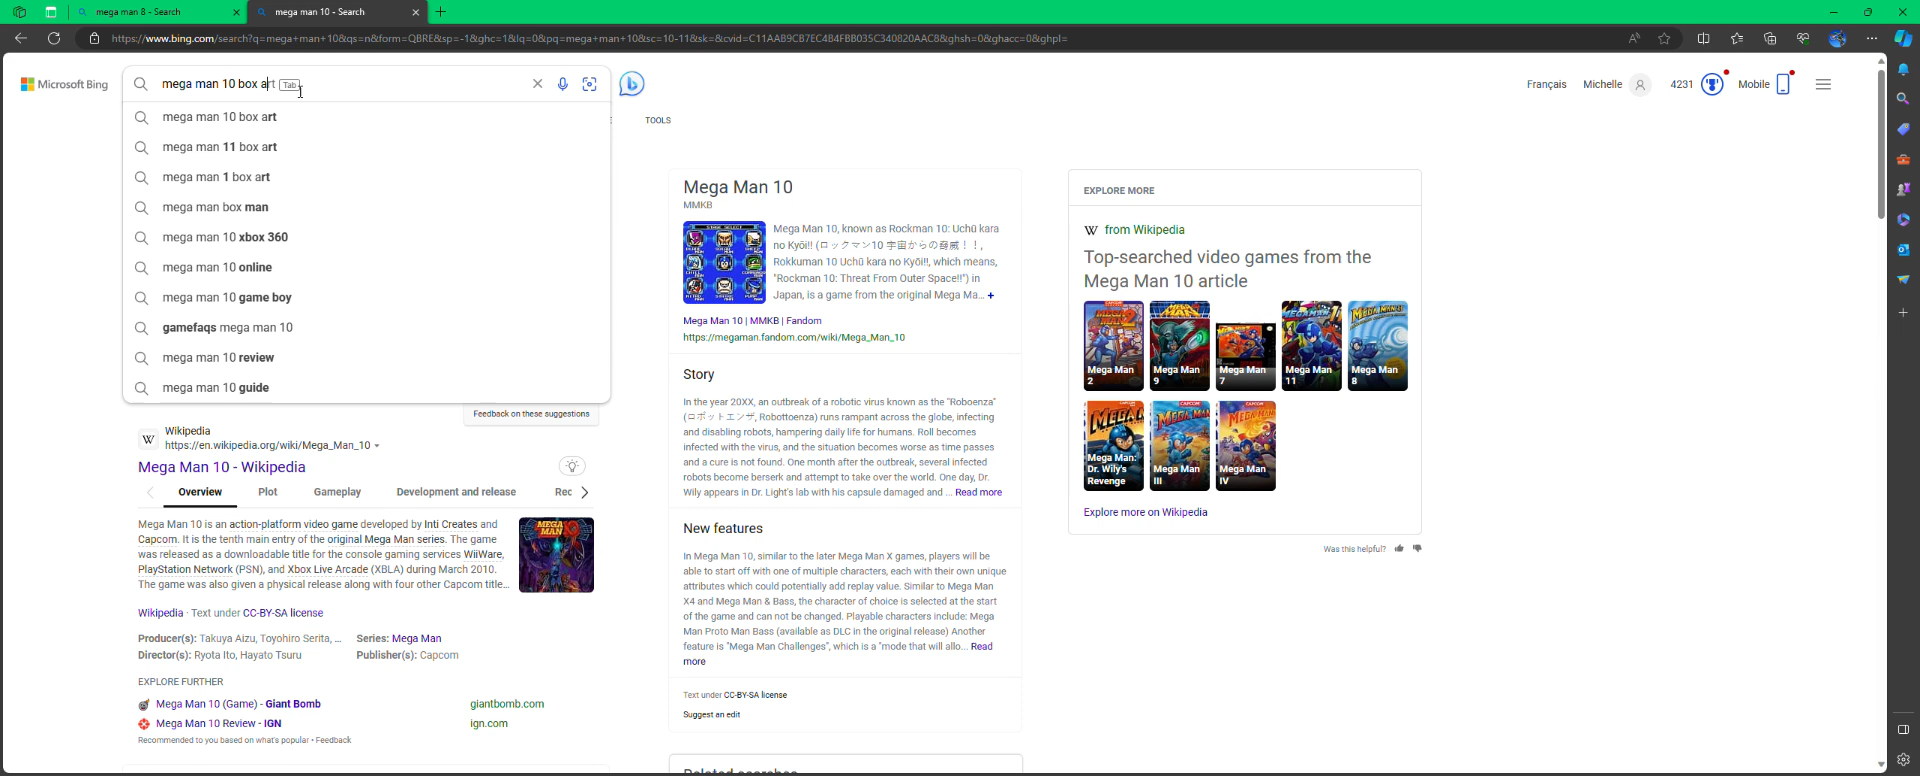 mega man 8 - Search
mega man 10 - Search
https://www.bing.com/search?q=mega+man+10&qs=n&form=QBRE&sp=-1&ghc=1&lq=0&pq=mega+man+10&sc=10-11&sk=&cvid=C11AAB9CB7EC4B4FBB035C340820AAC8&ghsh=0&ghacc=0&ghpl=
Microsoft Bing
mega man 10 box art Tab
Français Michelle 4231 Mobile
TOOLS
mega man 10 box art
mega man 11 box art
mega man 1 box art
mega man box man
mega man 10 xbox 360
mega man 10 online
mega man 10 game boy
gamefaqs mega man 10
mega man 10 review
mega man 10 guide
Feedback on these suggestions
Wikipedia
https://en.wikipedia.org/wiki/Mega_Man_10
Mega Man 10 - Wikipedia
Overview Plot Gameplay Development and release Rec
Mega Man 10 is an action-platform video game developed by Inti Creates and
Capcom. It is the tenth main entry of the original Mega Man series. The game
was released as a downloadable title for the console gaming services WiiWare,
PlayStation Network (PSN), and Xbox Live Arcade (XBLA) during March 2010.
The game was also given a physical release along with four other Capcom title...
Wikipedia · Text under CC-BY-SA license
Producer(s): Takuya Aizu, Toyohiro Serita, ... Series: Mega Man
Director(s): Ryota Ito, Hayato Tsuru Publisher(s): Capcom
EXPLORE FURTHER
Mega Man 10 (Game) - Giant Bomb giantbomb.com
Mega Man 10 Review - IGN ign.com
Recommended to you based on what's popular • Feedback
Mega Man 10
MMKB
Mega Man 10, known as Rockman 10: Uchū kara
no Kyōi!! (ロックマン10 宇宙からの脅威！！,
Rokkuman 10 Uchū kara no Kyōi!!, which means,
"Rockman 10: Threat From Outer Space!!") in
Japan, is a game from the original Mega Ma... +
Mega Man 10 | MMKB | Fandom
https://megaman.fandom.com/wiki/Mega_Man_10
Story
In the year 20XX, an outbreak of a robotic virus known as the "Roboenza"
(ロボットエンザ, Robottoenza) runs rampant across the globe, infecting
and disabling robots, hampering daily life for humans. Roll becomes
infected with the virus, and the situation becomes worse as time passes
and a cure is not found. One month after the outbreak, several infected
robots become berserk and attempt to take over the world. One day, Dr.
Wily appears in Dr. Light's lab with his capsule damaged and ... Read more
New features
In Mega Man 10, similar to the later Mega Man X games, players will be
able to start off with one of multiple characters, each with their own unique
attributes which could potentially add replay value. Similar to Mega Man
X4 and Mega Man & Bass, the character of choice is selected at the start
of the game and can not be changed. Playable characters include: Mega
Man Proto Man Bass (available as DLC in the original release) Another
feature is "Mega Man Challenges", which is a "mode that will allo... Read
more
Text under CC-BY-SA license
Suggest an edit
EXPLORE MORE
W from Wikipedia
Top-searched video games from the
Mega Man 10 article
Mega Man 2
Mega Man 9
Mega Man 7
Mega Man 11
Mega Man 8
Mega Man: Dr. Wily's Revenge
Mega Man III
Mega Man IV
Explore more on Wikipedia
Was this helpful?